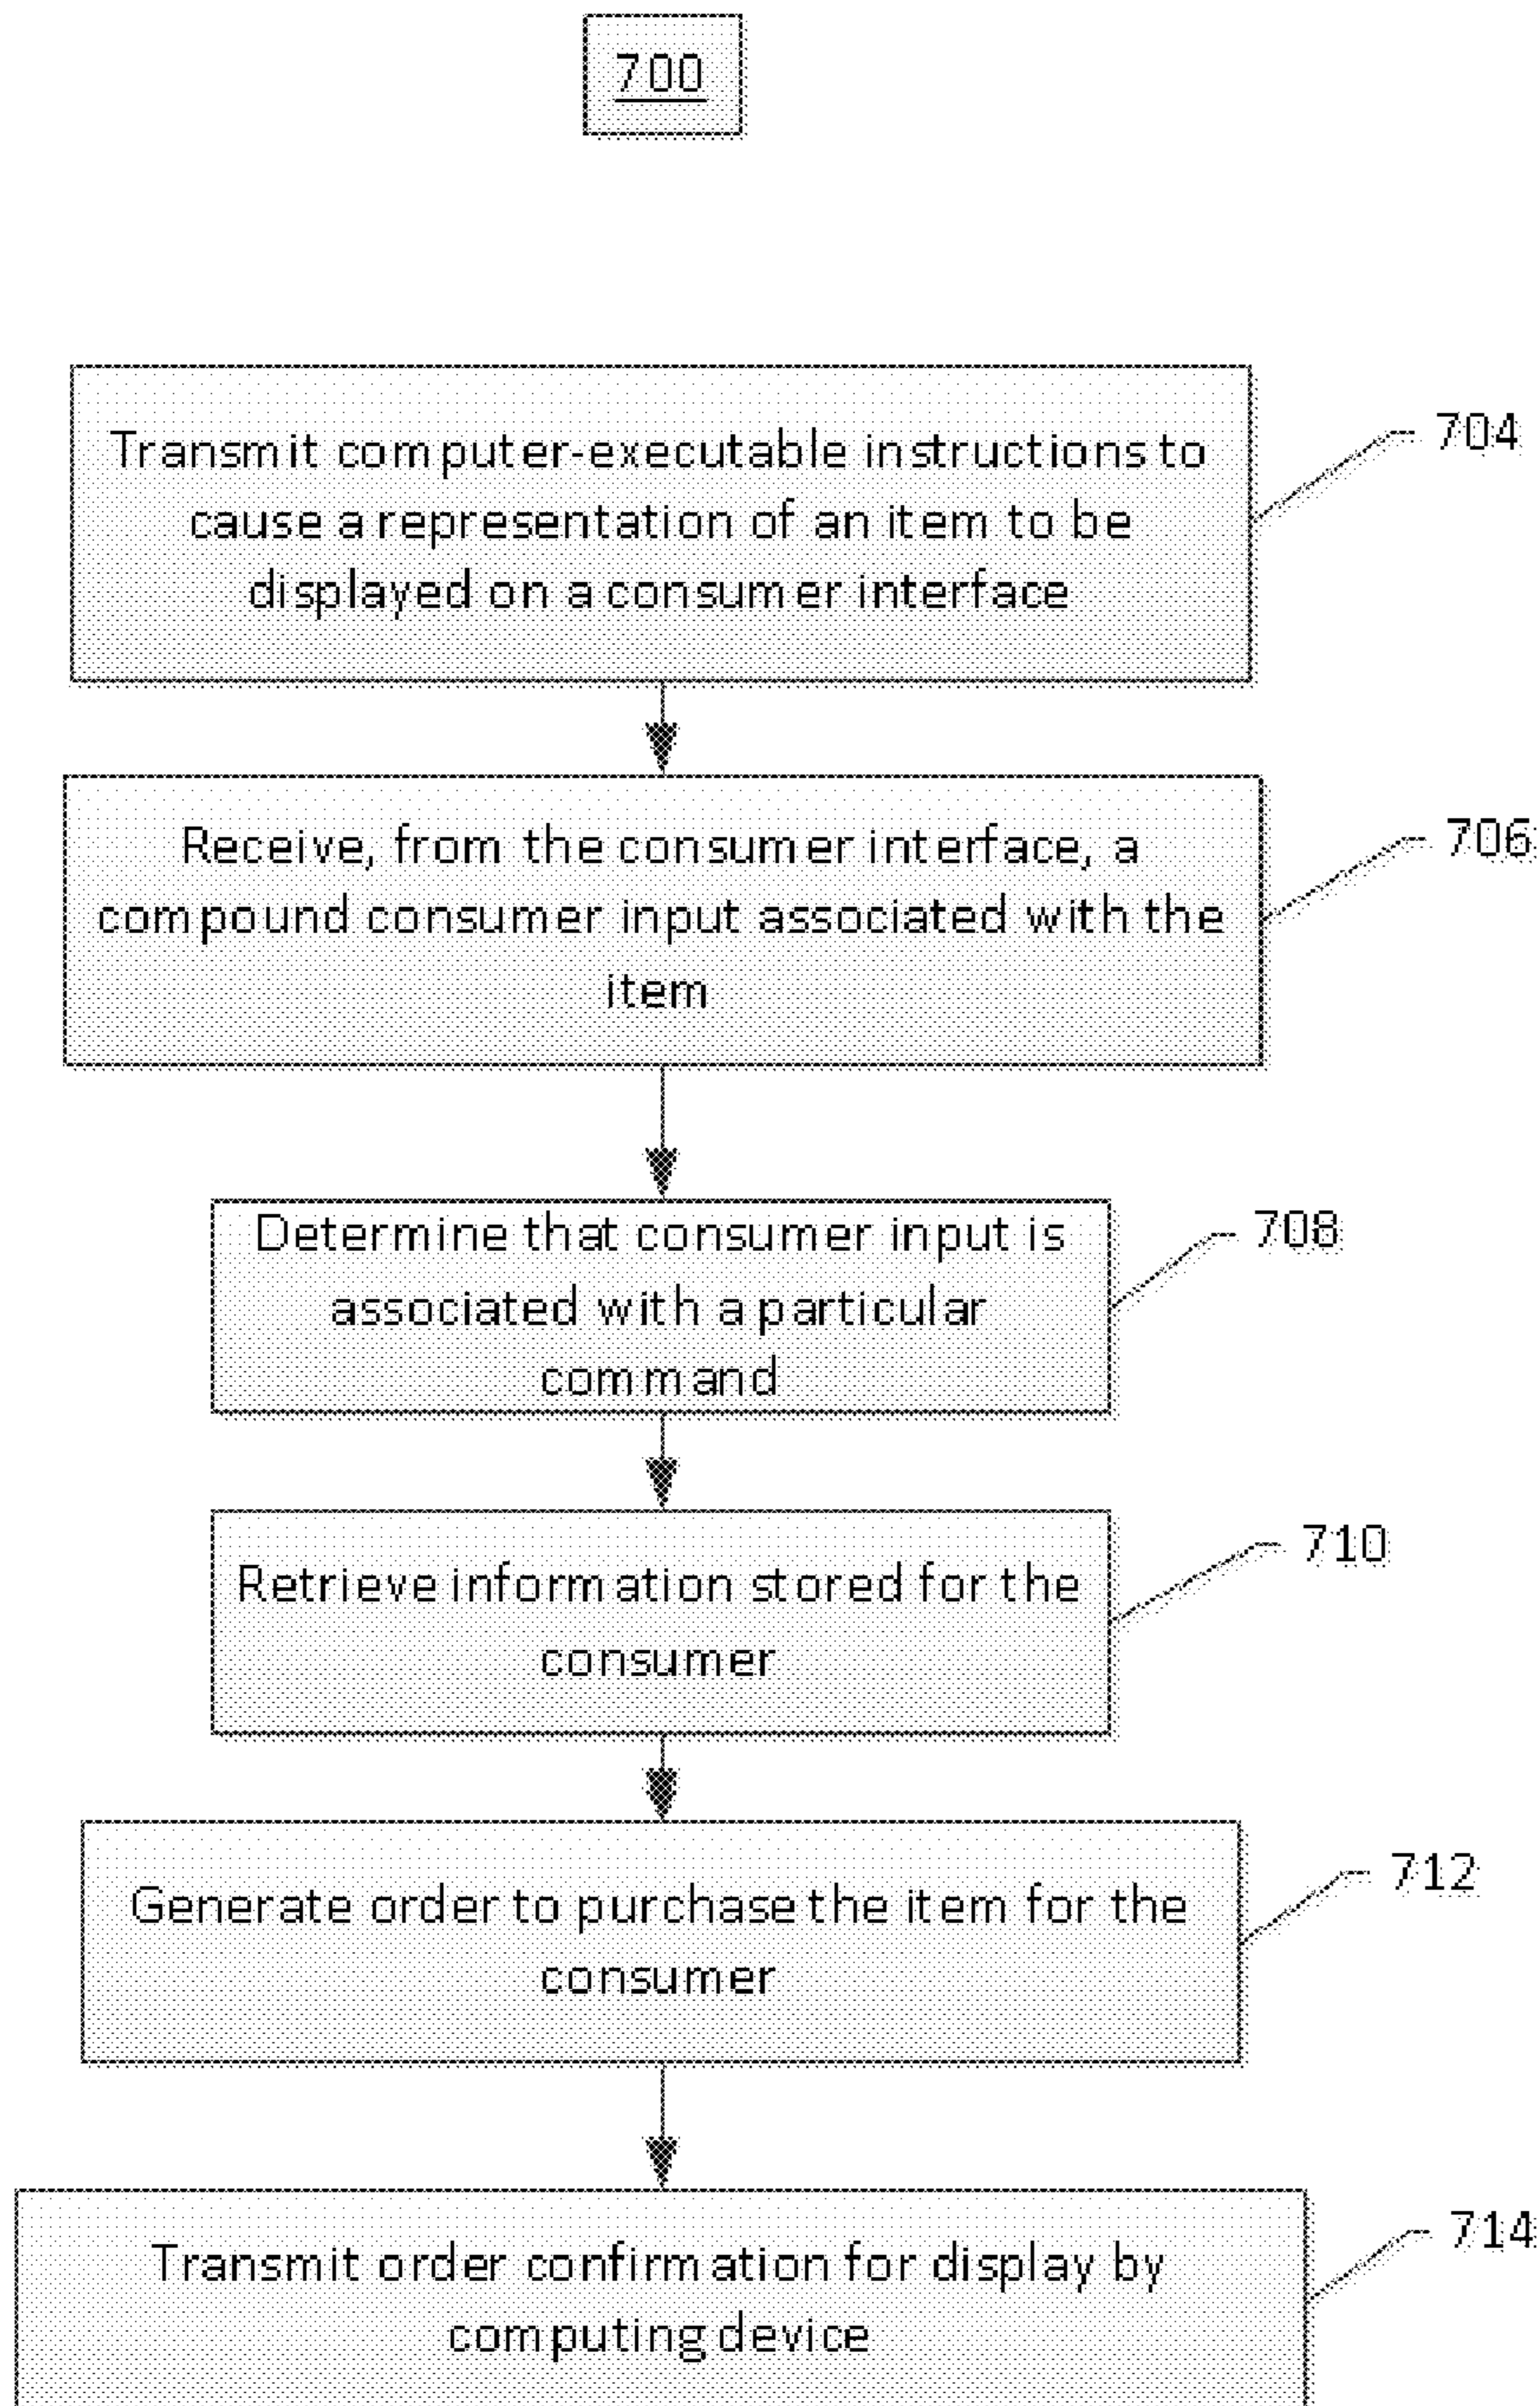 700
Transmit computer-executable instructions to
cause a representation of an item to be
displayed on a consumer interface
704
Receive, from the consumer interface, a
compound consumer input associated with the
item
706
Determine that consumer input is
associated with a particular
command
708
Retrieve information stored for the
consumer
710
Generate order to purchase the item for the
consumer
712
Transmit order confirmation for display by
computing device
714